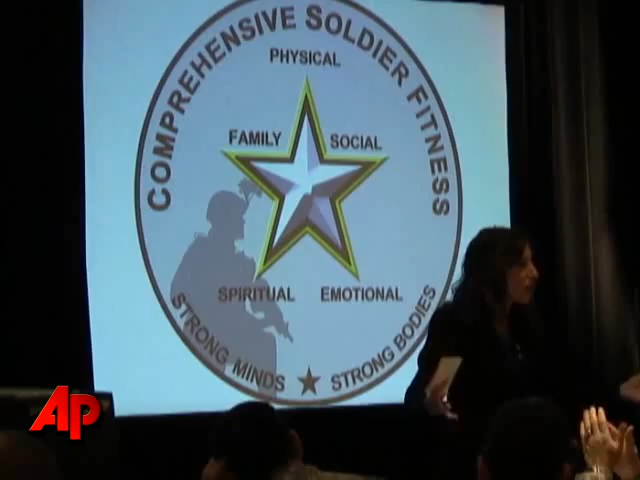 COMPREHENSIVE SOLDIER FITNESS
PHYSICAL
FAMILY
SOCIAL
SPIRITUAL
EMOTIONAL
STRONG MINDS ★ STRONG BODIES
AP